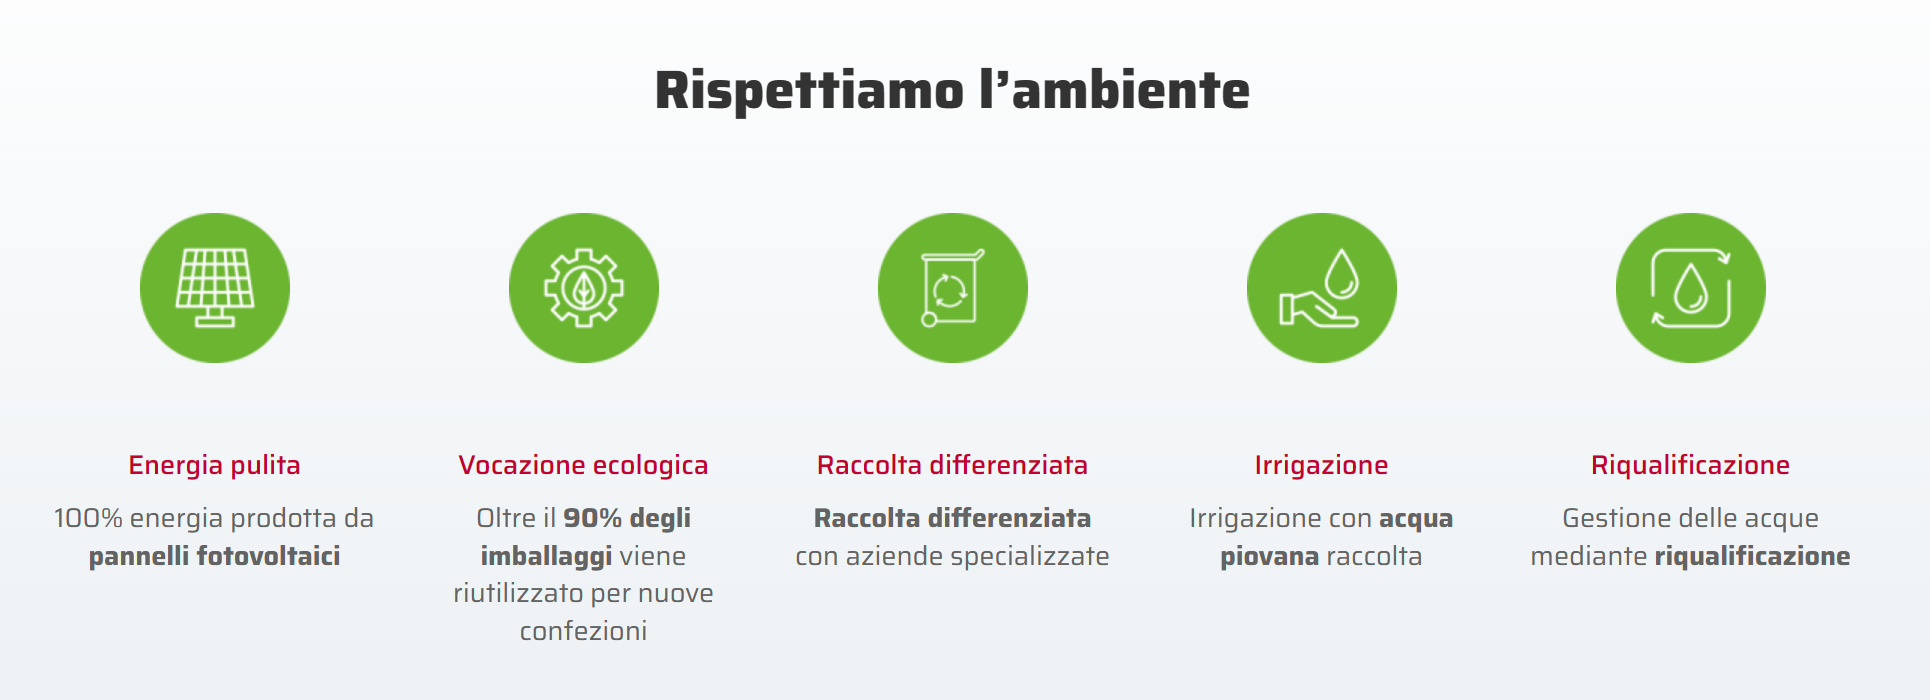 Rispettiamo l’ambiente
Energia pulita
100% energia prodotta da
pannelli fotovoltaici
Vocazione ecologica
Oltre il 90% degli
imballaggi viene
riutilizzato per nuove
confezioni
Raccolta differenziata
Raccolta differenziata
con aziende specializzate
Irrigazione
Irrigazione con acqua
piovana raccolta
Riqualificazione
Gestione delle acque
mediante riqualificazione